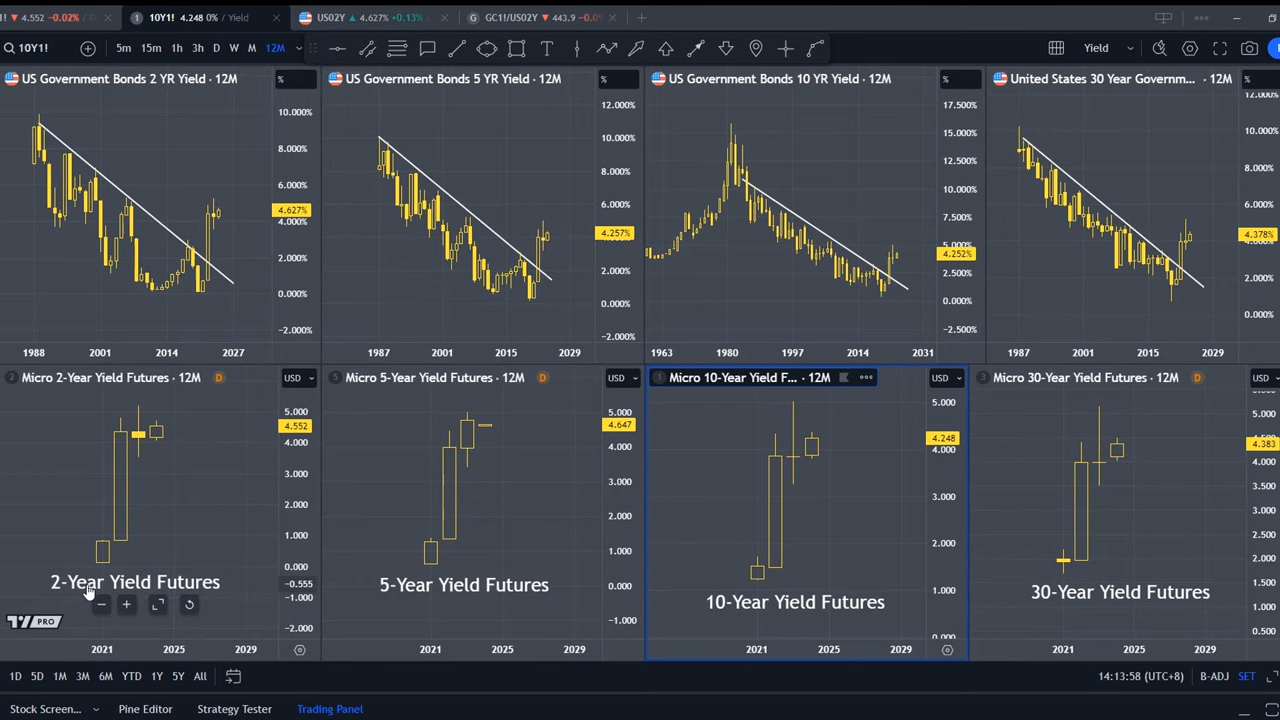 4.552 -0.02% 10Y1! 4.248 0% / Yield US02Y 4.627% +0.13% GC1!/US02Y 443.9 -0.0%
10Y1! 5m 15m 1h 3h D W M 12M Yield
US Government Bonds 2 YR Yield · 12M %
10.000%
8.000%
6.000%
4.627%
4.000%
2.000%
0.000%
-2.000%
1988 2001 2014 2027
US Government Bonds 5 YR Yield · 12M %
12.000%
10.000%
8.000%
6.000%
4.257%
2.000%
0.000%
-2.000%
1987 2001 2015 2029
US Government Bonds 10 YR Yield · 12M %
17.500%
15.000%
12.500%
10.000%
7.500%
5.000%
4.252%
2.500%
0.000%
-2.500%
1963 1980 1997 2014 2031
United States 30 Year Governm... · 12M %
12.000%
10.000%
8.000%
6.000%
4.378%
2.000%
0.000%
1987 2001 2015 2029
2 Micro 2-Year Yield Futures · 12M D USD
5.000
4.552
4.000
3.000
2.000
1.000
0.000
-0.555
-1.000
-2.000
2-Year Yield Futures
PRO
2021 2025 2029
5 Micro 5-Year Yield Futures · 12M D USD
5.000
4.647
4.000
3.000
2.000
1.000
0.000
-1.000
5-Year Yield Futures
2021 2025 2029
1 Micro 10-Year Yield F... · 12M USD
5.000
4.248
4.000
3.000
2.000
1.000
0.000
10-Year Yield Futures
2021 2025 2029
3 Micro 30-Year Yield Futures · 12M D USD
5.000
4.383
4.000
3.500
3.000
2.500
2.000
1.500
1.000
0.500
30-Year Yield Futures
2021 2025 2029
1D 5D 1M 3M 6M YTD 1Y 5Y All 14:13:58 (UTC+8) B-ADJ SET
Stock Screen... Pine Editor Strategy Tester Trading Panel